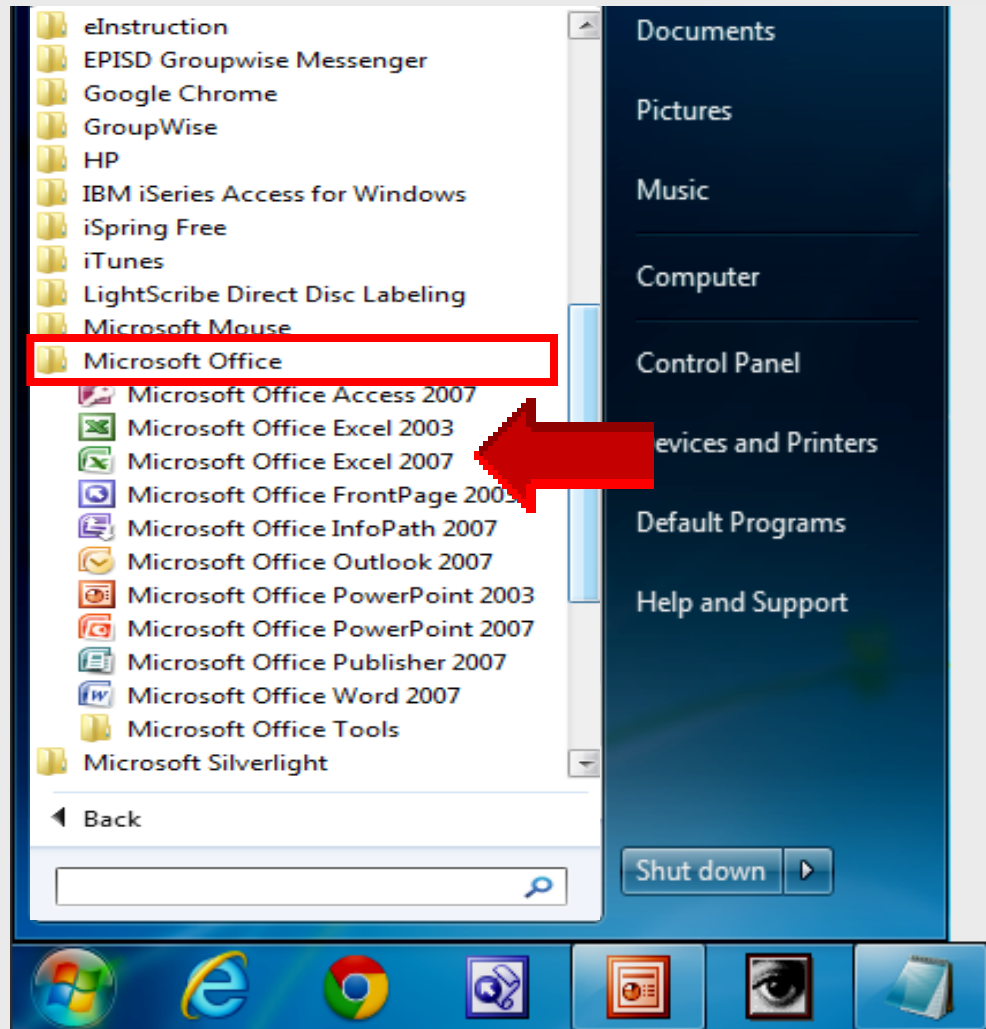 eInstruction
EPISD Groupwise Messenger
Google Chrome
GroupWise
HP
IBM iSeries Access for Windows
iSpring Free
iTunes
LightScribe Direct Disc Labeling
Microsoft Mouse
Microsoft Office
Microsoft Office Access 2007
Microsoft Office Excel 2003
Microsoft Office Excel 2007
Microsoft Office FrontPage
Microsoft Office InfoPath 2007
Microsoft Office Outlook 2007
Microsoft Office PowerPoint 2003
Microsoft Office PowerPoint 2007
Microsoft Office Publisher 2007
Microsoft Office Word 2007
Microsoft Office Tools
Microsoft Silverlight
Back
Documents
Pictures
Music
Computer
Control Panel
evices and Printers
Default Programs
Help and Support
Shut down